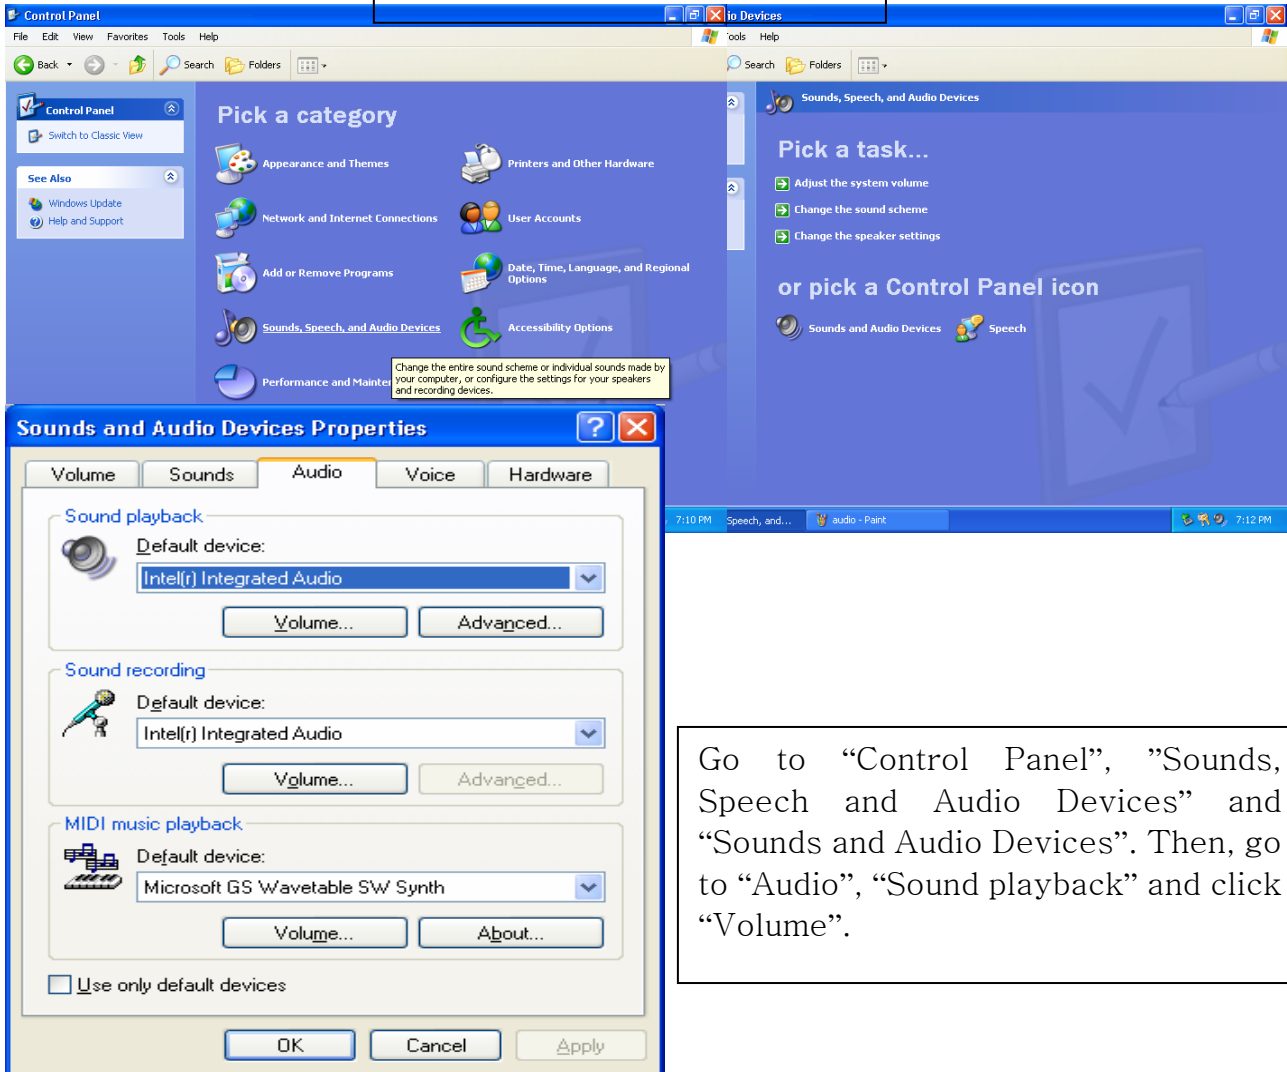 Control Panel
File Edit View Favorites Tools Help
Back Search Folders
Control Panel
Switch to Classic View
See Also
Windows Update
Help and Support
Pick a category
Appearance and Themes
Printers and Other Hardware
Network and Internet Connections
User Accounts
Add or Remove Programs
Date, Time, Language, and Regional
Options
Sounds, Speech, and Audio Devices
Accessibility Options
Performance and Mainte
Change the entire sound scheme or individual sounds made by
your computer, or configure the settings for your speakers
and recording devices.
7:10 PM
io Devices
ools Help
Search Folders
Sounds, Speech, and Audio Devices
Pick a task...
Adjust the system volume
Change the sound scheme
Change the speaker settings
or pick a Control Panel icon
Sounds and Audio Devices Speech
Speech, and... audio - Paint 7:12 PM
Sounds and Audio Devices Properties
Volume Sounds Audio Voice Hardware
Sound playback
Default device:
Intel(r) Integrated Audio
Volume... Advanced...
Sound recording
Default device:
Intel(r) Integrated Audio
Volume... Advanced...
MIDI music playback
Default device:
Microsoft GS Wavetable SW Synth
Volume... About...
Use only default devices
OK Cancel Apply
Go to “Control Panel”, ”Sounds,
Speech and Audio Devices” and
“Sounds and Audio Devices”. Then, go
to “Audio”, “Sound playback” and click
“Volume”.